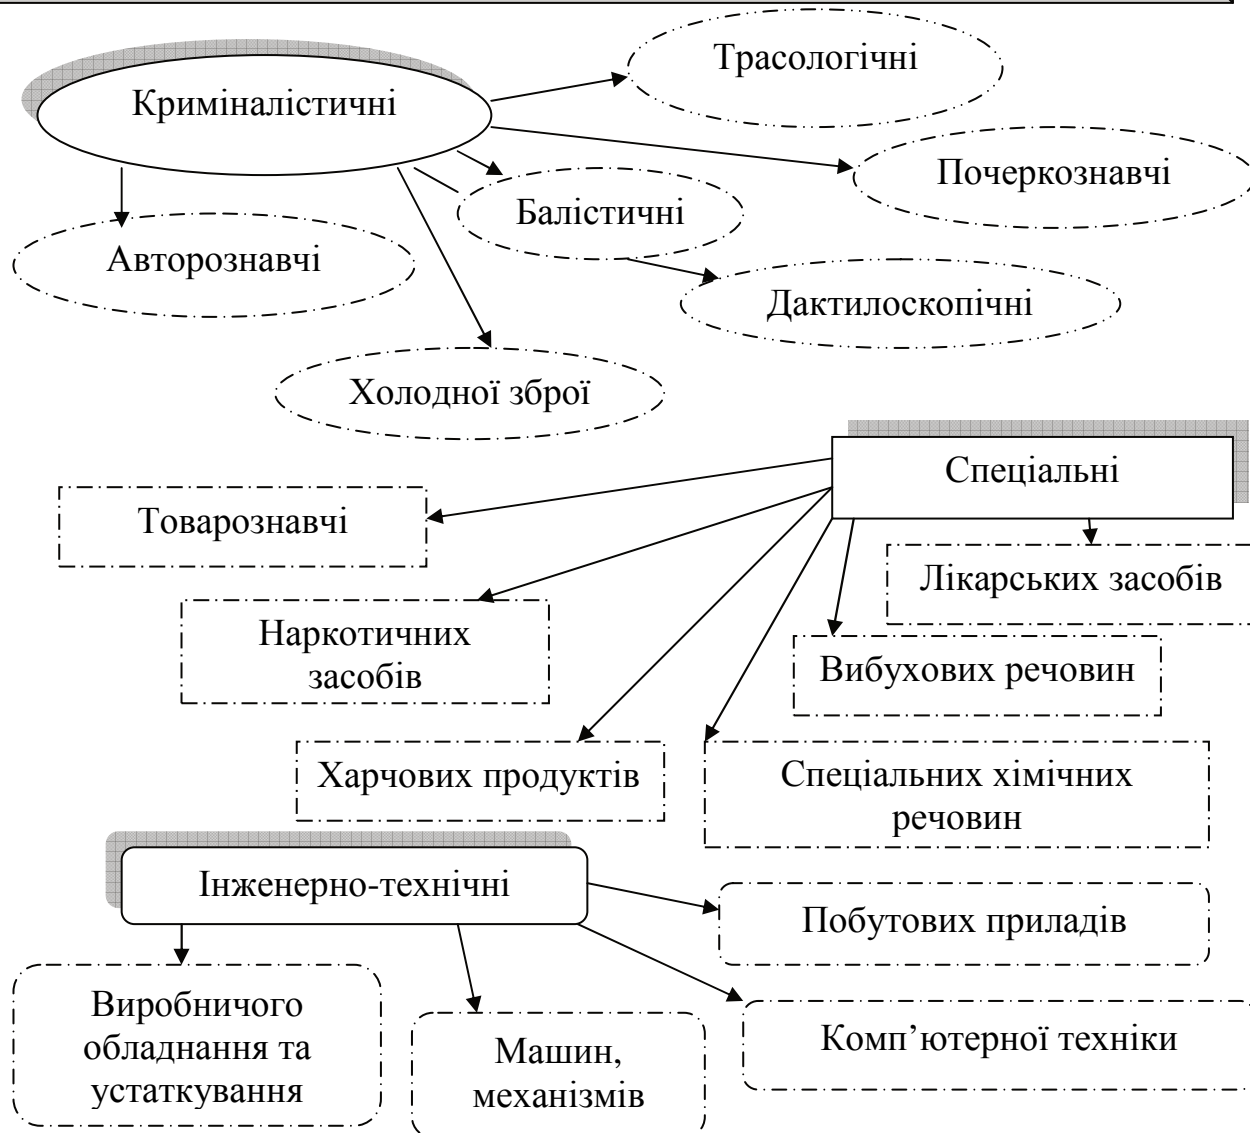 Криміналістичні
Трасологічні
Почеркознавчі
Балістичні
Авторознавчі
Дактилоскопічні
Холодної зброї
Спеціальні
Товарознавчі
Лікарських засобів
Наркотичних
засобів
Вибухових речовин
Харчових продуктів
Спеціальних хімічних
речовин
Інженерно-технічні
Побутових приладів
Виробничого
обладнання та
устаткування
Машин,
механізмів
Комп’ютерної техніки